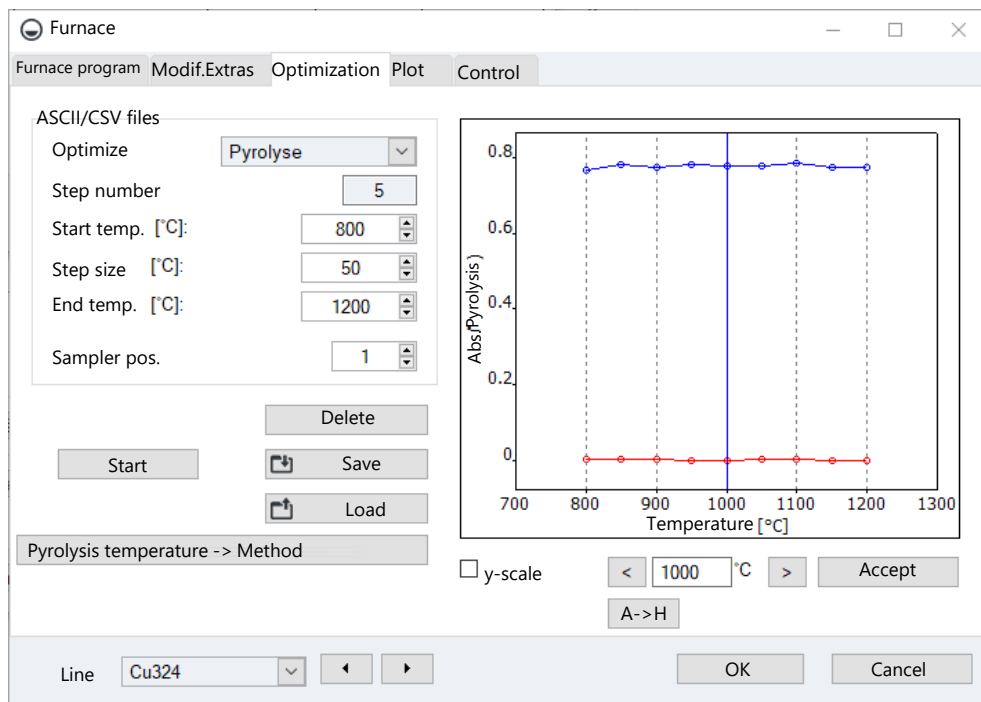 Furnace
Furnace program Modif.Extras Optimization Plot Control
ASCII/CSV files
Optimize Pyrolyse
Step number 5
Start temp. [°C]: 800
Step size [°C]: 50
End temp. [°C]: 1200
Sampler pos. 1
Delete
Start Save
Load
Pyrolysis temperature -> Method
Abs/Pyrolysis)
0.8
0.6
0.4
0.2
0
700 800 900 1000 1100 1200 1300
Temperature [°C]
y-scale < 1000 °C > Accept
A->H
Line Cu324 OK Cancel